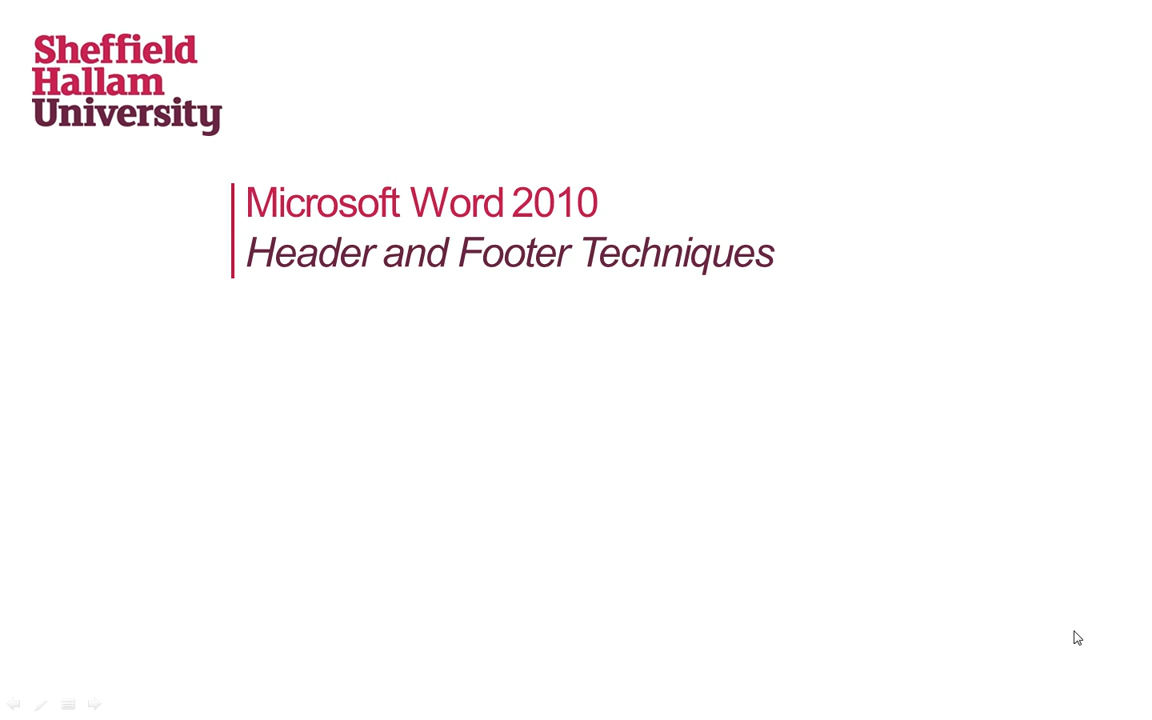 Sheffield
Hallam
University
Microsoft Word 2010
Header and Footer Techniques